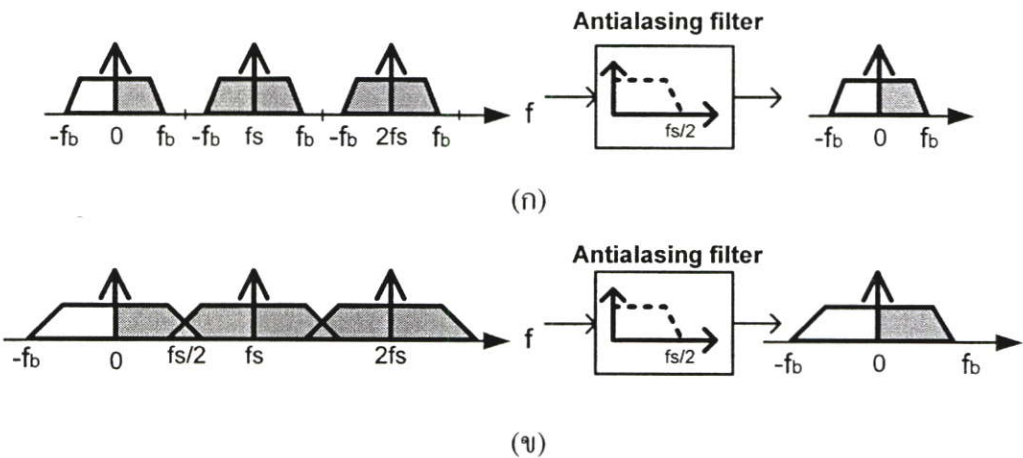 Antialasing filter
-fb 0 fb -fb fs fb -fb 2fs fb f fs/2 -fb 0 fb
(ก)
Antialasing filter
-fb 0 fs/2 fs 2fs f fs/2 -fb 0 fb
(ข)